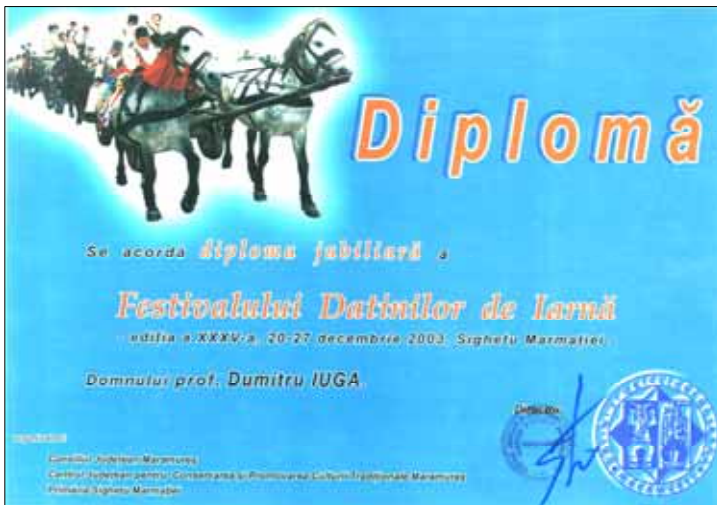 Diplomă
Se acordă diploma jubiliară a
Festivalului Datinilor de Iarnă
ediția a XXXV-a, 20-27 decembrie 2003, Sighetu Marmației
Domnului prof. Dumitru IUGA.
Consiliul Județean Maramureș
Centrul Județean pentru Conservarea și Promovarea Culturii Tradiționale Maramureș
Primăria Sighetu Marmației